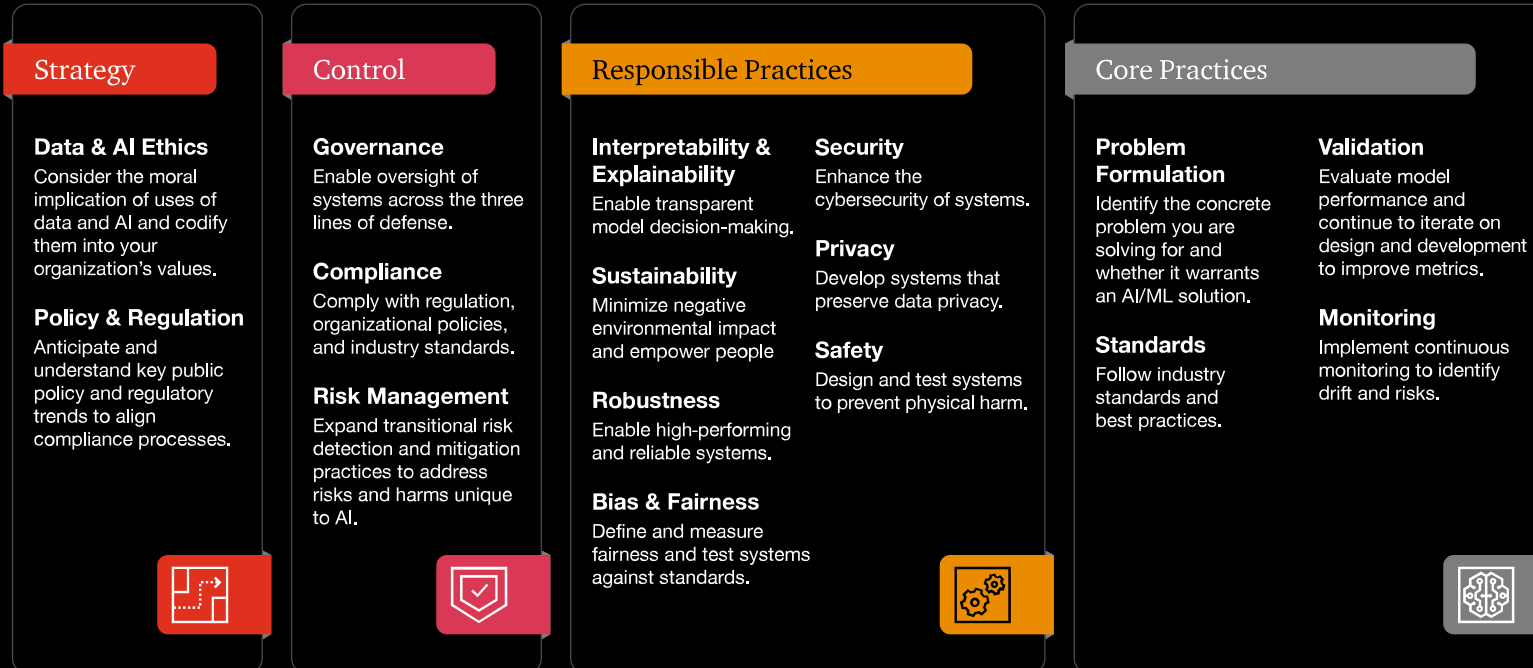 Strategy
Data & AI Ethics
Consider the moral
implication of uses of
data and AI and codify
them into your
organization's values.
Policy & Regulation
Anticipate and
understand key public
policy and regulatory
trends to align
compliance processes.
Control
Governance
Enable oversight of
systems across the three
lines of defense.
Compliance
Comply with regulation,
organizational policies,
and industry standards.
Risk Management
Expand transitional risk
detection and mitigation
practices to address
risks and harms unique
to AI.
Responsible Practices
Interpretability &
Explainability
Enable transparent
model decision-making.
Sustainability
Minimize negative
environmental impact
and empower people
Robustness
Enable high-performing
and reliable systems.
Bias & Fairness
Define and measure
fairness and test systems
against standards.
Security
Enhance the
cybersecurity of systems.
Privacy
Develop systems that
preserve data privacy.
Safety
Design and test systems
to prevent physical harm.
Core Practices
Problem
Formulation
Identify the concrete
problem you are
solving for and
whether it warrants
an AI/ML solution.
Standards
Follow industry
standards and
best practices.
Validation
Evaluate model
performance and
continue to iterate on
design and development
to improve metrics.
Monitoring
Implement continuous
monitoring to identify
drift and risks.